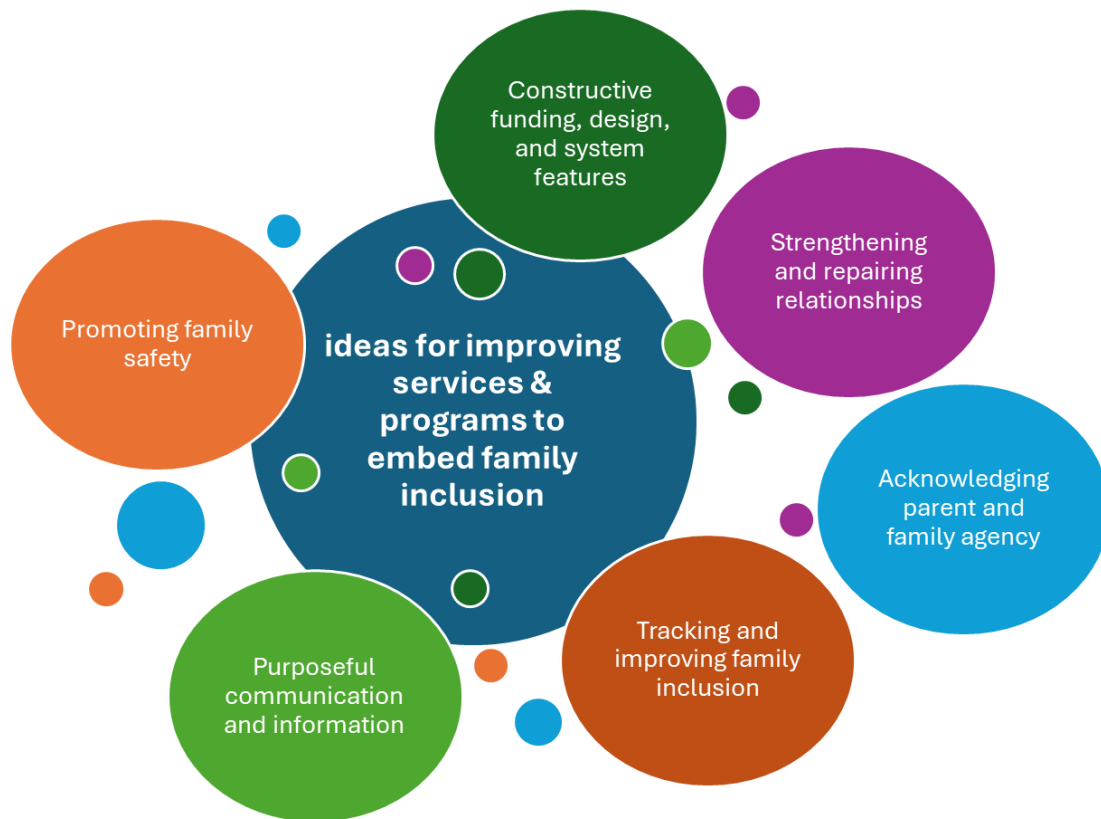 Constructive
funding, design,
and system
features
Strengthening
and repairing
relationships
Promoting family
safety
ideas for improving
services &
programs to
embed family
inclusion
Acknowledging
parent and
family agency
Tracking and
improving family
inclusion
Purposeful
communication
and information